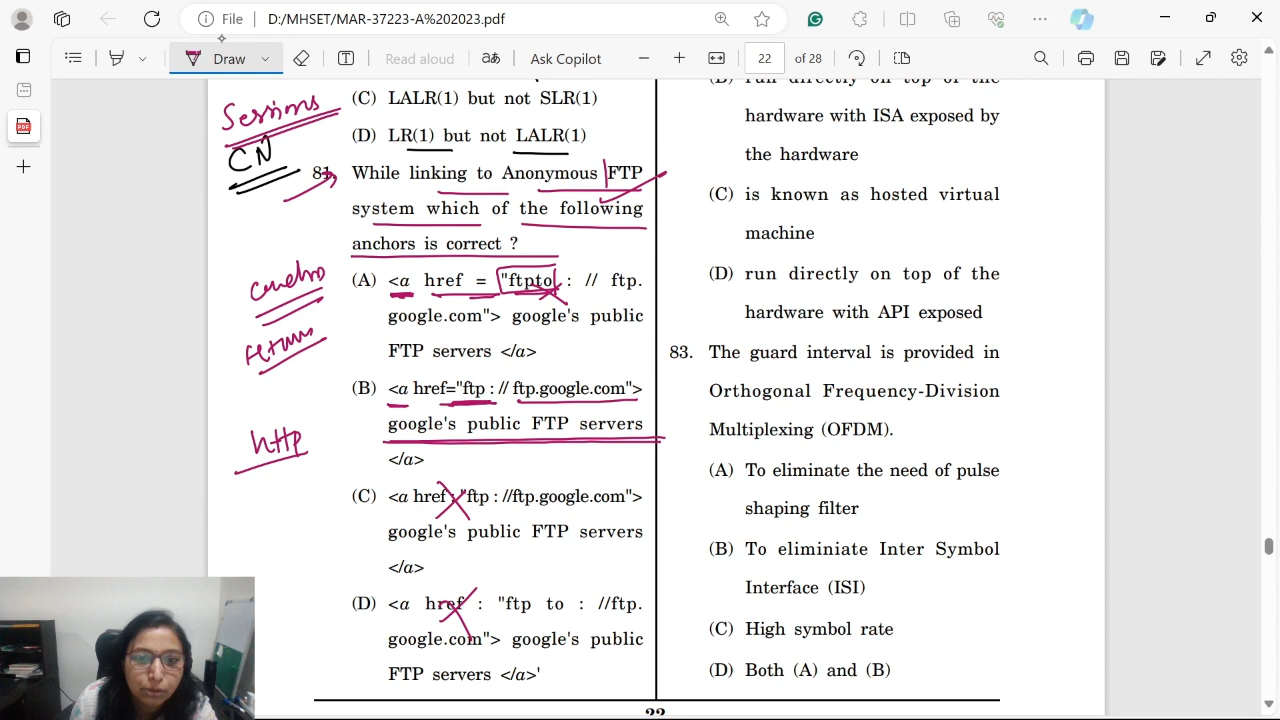 File
D:/MHSET/MAR-37223-A%202023.pdf
Draw
Read aloud
aあ
Ask Copilot
22
of 28
Sessions
CN
(C) LALR(1) but not SLR(1)
(D) LR(1) but not LALR(1)
81. While linking to Anonymous FTP
system which of the following
anchors is correct ?
(A) <a href = "ftpto : // ftp.
google.com"> google's public
FTP servers </a>
(B) <a href="ftp : // ftp.google.com">
google's public FTP servers
</a>
http
(C) <a href : "ftp : //ftp.google.com">
google's public FTP servers
</a>
(D) <a href : "ftp to : //ftp.
google.com"> google's public
FTP servers </a>'
(B) run directly on top of the
hardware with ISA exposed by
the hardware
(C) is known as hosted virtual
machine
(D) run directly on top of the
hardware with API exposed
83. The guard interval is provided in
Orthogonal Frequency-Division
Multiplexing (OFDM).
(A) To eliminate the need of pulse
shaping filter
(B) To eliminiate Inter Symbol
Interface (ISI)
(C) High symbol rate
(D) Both (A) and (B)
22